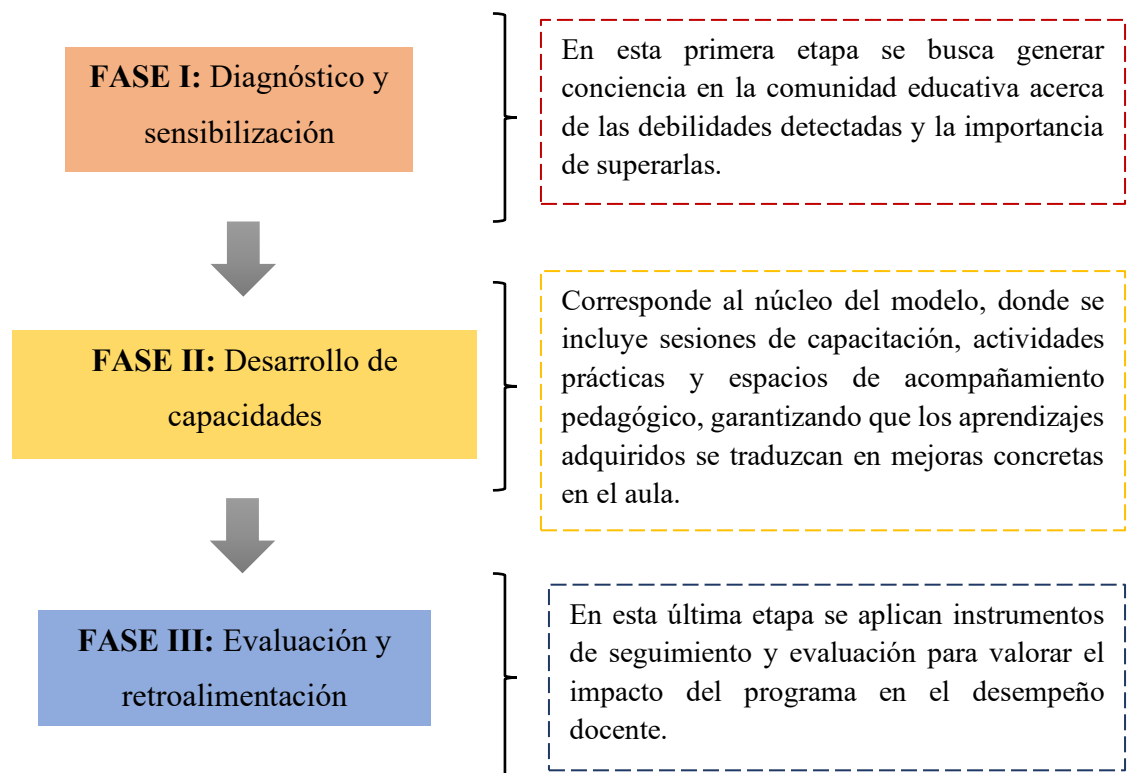 FASE I: Diagnóstico y
sensibilización
En esta primera etapa se busca generar
conciencia en la comunidad educativa acerca
de las debilidades detectadas y la importancia
de superarlas.
FASE II: Desarrollo de
capacidades
Corresponde al núcleo del modelo, donde se
incluye sesiones de capacitación, actividades
prácticas y espacios de acompañamiento
pedagógico, garantizando que los aprendizajes
adquiridos se traduzcan en mejoras concretas
en el aula.
FASE III: Evaluación y
retroalimentación
En esta última etapa se aplican instrumentos
de seguimiento y evaluación para valorar el
impacto del programa en el desempeño
docente.